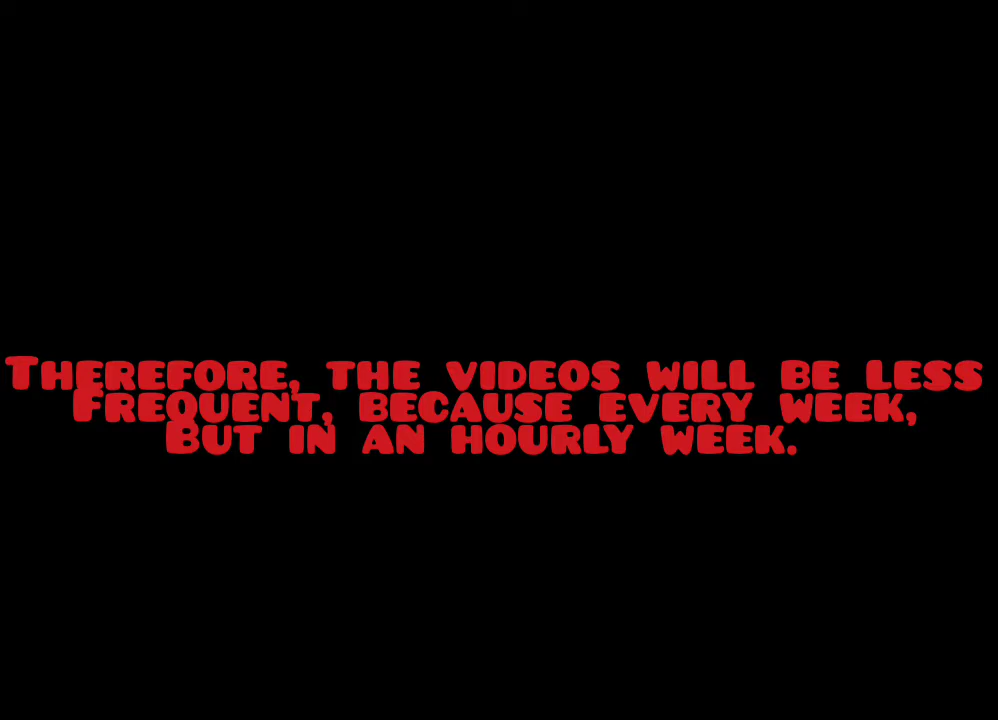 Therefore, the videos will be less
Frequent, because every week,
But in an hourly week.